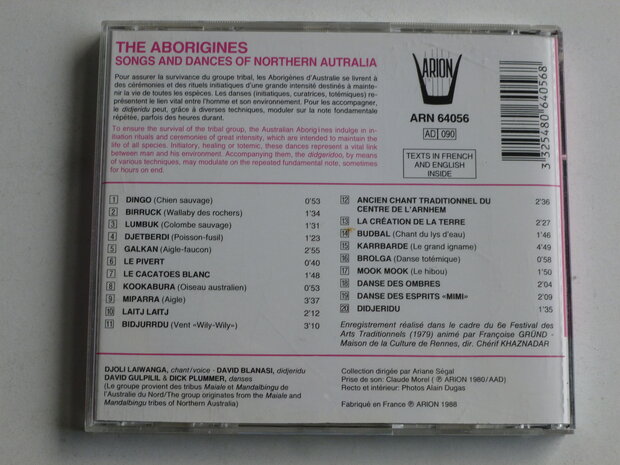 THE ABORIGINES
SONGS AND DANCES OF NORTHERN AUTRALIA
Pour assurer la survivance du groupe tribal, les Aborigènes d'Australie se livrent à
des cérémonies et des rituels initiatiques d'une grande intensité destinés à mainte-
nir la vie de toutes les espèces. Les danses (initiatiques, curatrices, totémiques) repré-
sentent le lien vital entre l'homme et son environnement. Pour les accompagner,
le didjeridu peut, grâce à diverses techniques, moduler sur la note fondamentale
répétée, parfois des heures durant.
To ensure the survival of the tribal group, the Australian Aborigines indulge in in-
itiation rituals and ceremonies of great intensity, which are intended to maintain the
life of all species. Initiatory, healing or totemic, these dances represent a vital link
between man and his environment. Accompanying them, the didgeridoo, by means
of various techniques, may modulate on the repeated fundamental note, sometimes
for hours on end.
ARION
ARN 64056
AD 090
TEXTS IN FRENCH
AND ENGLISH
INSIDE
3 325480 640568
1 DINGO (Chien sauvage) 0'53
2 BIRRUCK (Wallaby des rochers) 1'34
3 LUMBUK (Colombe sauvage) 1'31
4 DJETBERDI (Poisson-fusil) 1'23
5 GALKAN (Aigle-faucon) 2'55
6 LE PIVERT 0'40
7 LE CACATOES BLANC 1'48
8 KOOKABURA (Oiseau australien) 0'53
9 MIPARRA (Aigle) 3'37
10 LAITJ LAITJ 2'12
11 BIDJURRDU (Vent «Wily-Wily») 3'10
12 ANCIEN CHANT TRADITIONNEL DU
CENTRE DE L'ARNHEM 2'36
13 LA CRÉATION DE LA TERRE 2'27
14 BUDBAL (Chant du lys d'eau) 1'46
15 KARRBARDE (Le grand igname) 4'49
16 BROLGA (Danse totémique) 0'58
17 MOOK MOOK (Le hibou) 1'50
18 DANSE DES OMBRES 2'04
19 DANSE DES ESPRITS «MIMI» 2'09
20 DIDJERIDU 1'35
Enregistrement réalisé dans le cadre du 6e Festival des
Arts Traditionnels (1979) animé par Françoise GRÜND -
Maison de la Culture de Rennes, dir. Chérif KHAZNADAR
DJOLI LAIWANGA, chant/voice - DAVID BLANASI, didjeridu
DAVID GULPILIL & DICK PLUMMER, danses
(Le groupe provient des tribus Maiale et Mandalbingu de
l'Australie du Nord/The group originates from the Maiale and
Mandalbingu tribes of Northern Australia)
Collection dirigée par Ariane Ségal
Prise de son: Claude Morel (℗ ARION 1980/AAD)
Recto et intérieur: Photos Alain Dugas
Fabriqué en France ℗ ARION 1988